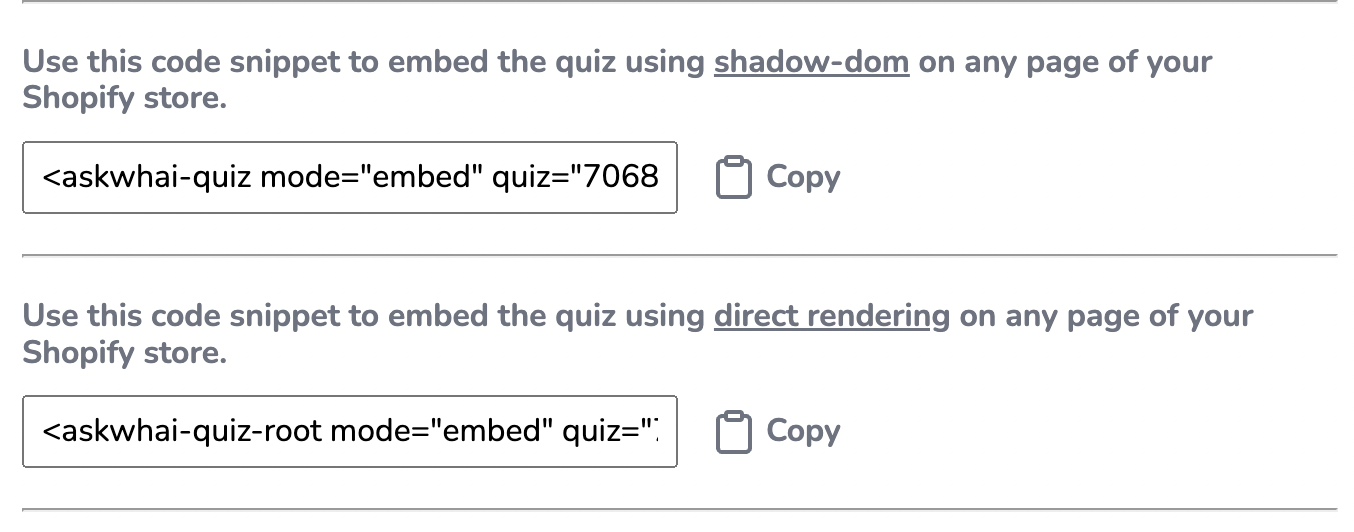 Use this code snippet to embed the quiz using shadow-dom on any page of your
Shopify store.
<askwhai-quiz mode="embed" quiz="7068
Copy
Use this code snippet to embed the quiz using direct rendering on any page of your
Shopify store.
<askwhai-quiz-root mode="embed" quiz="7
Copy